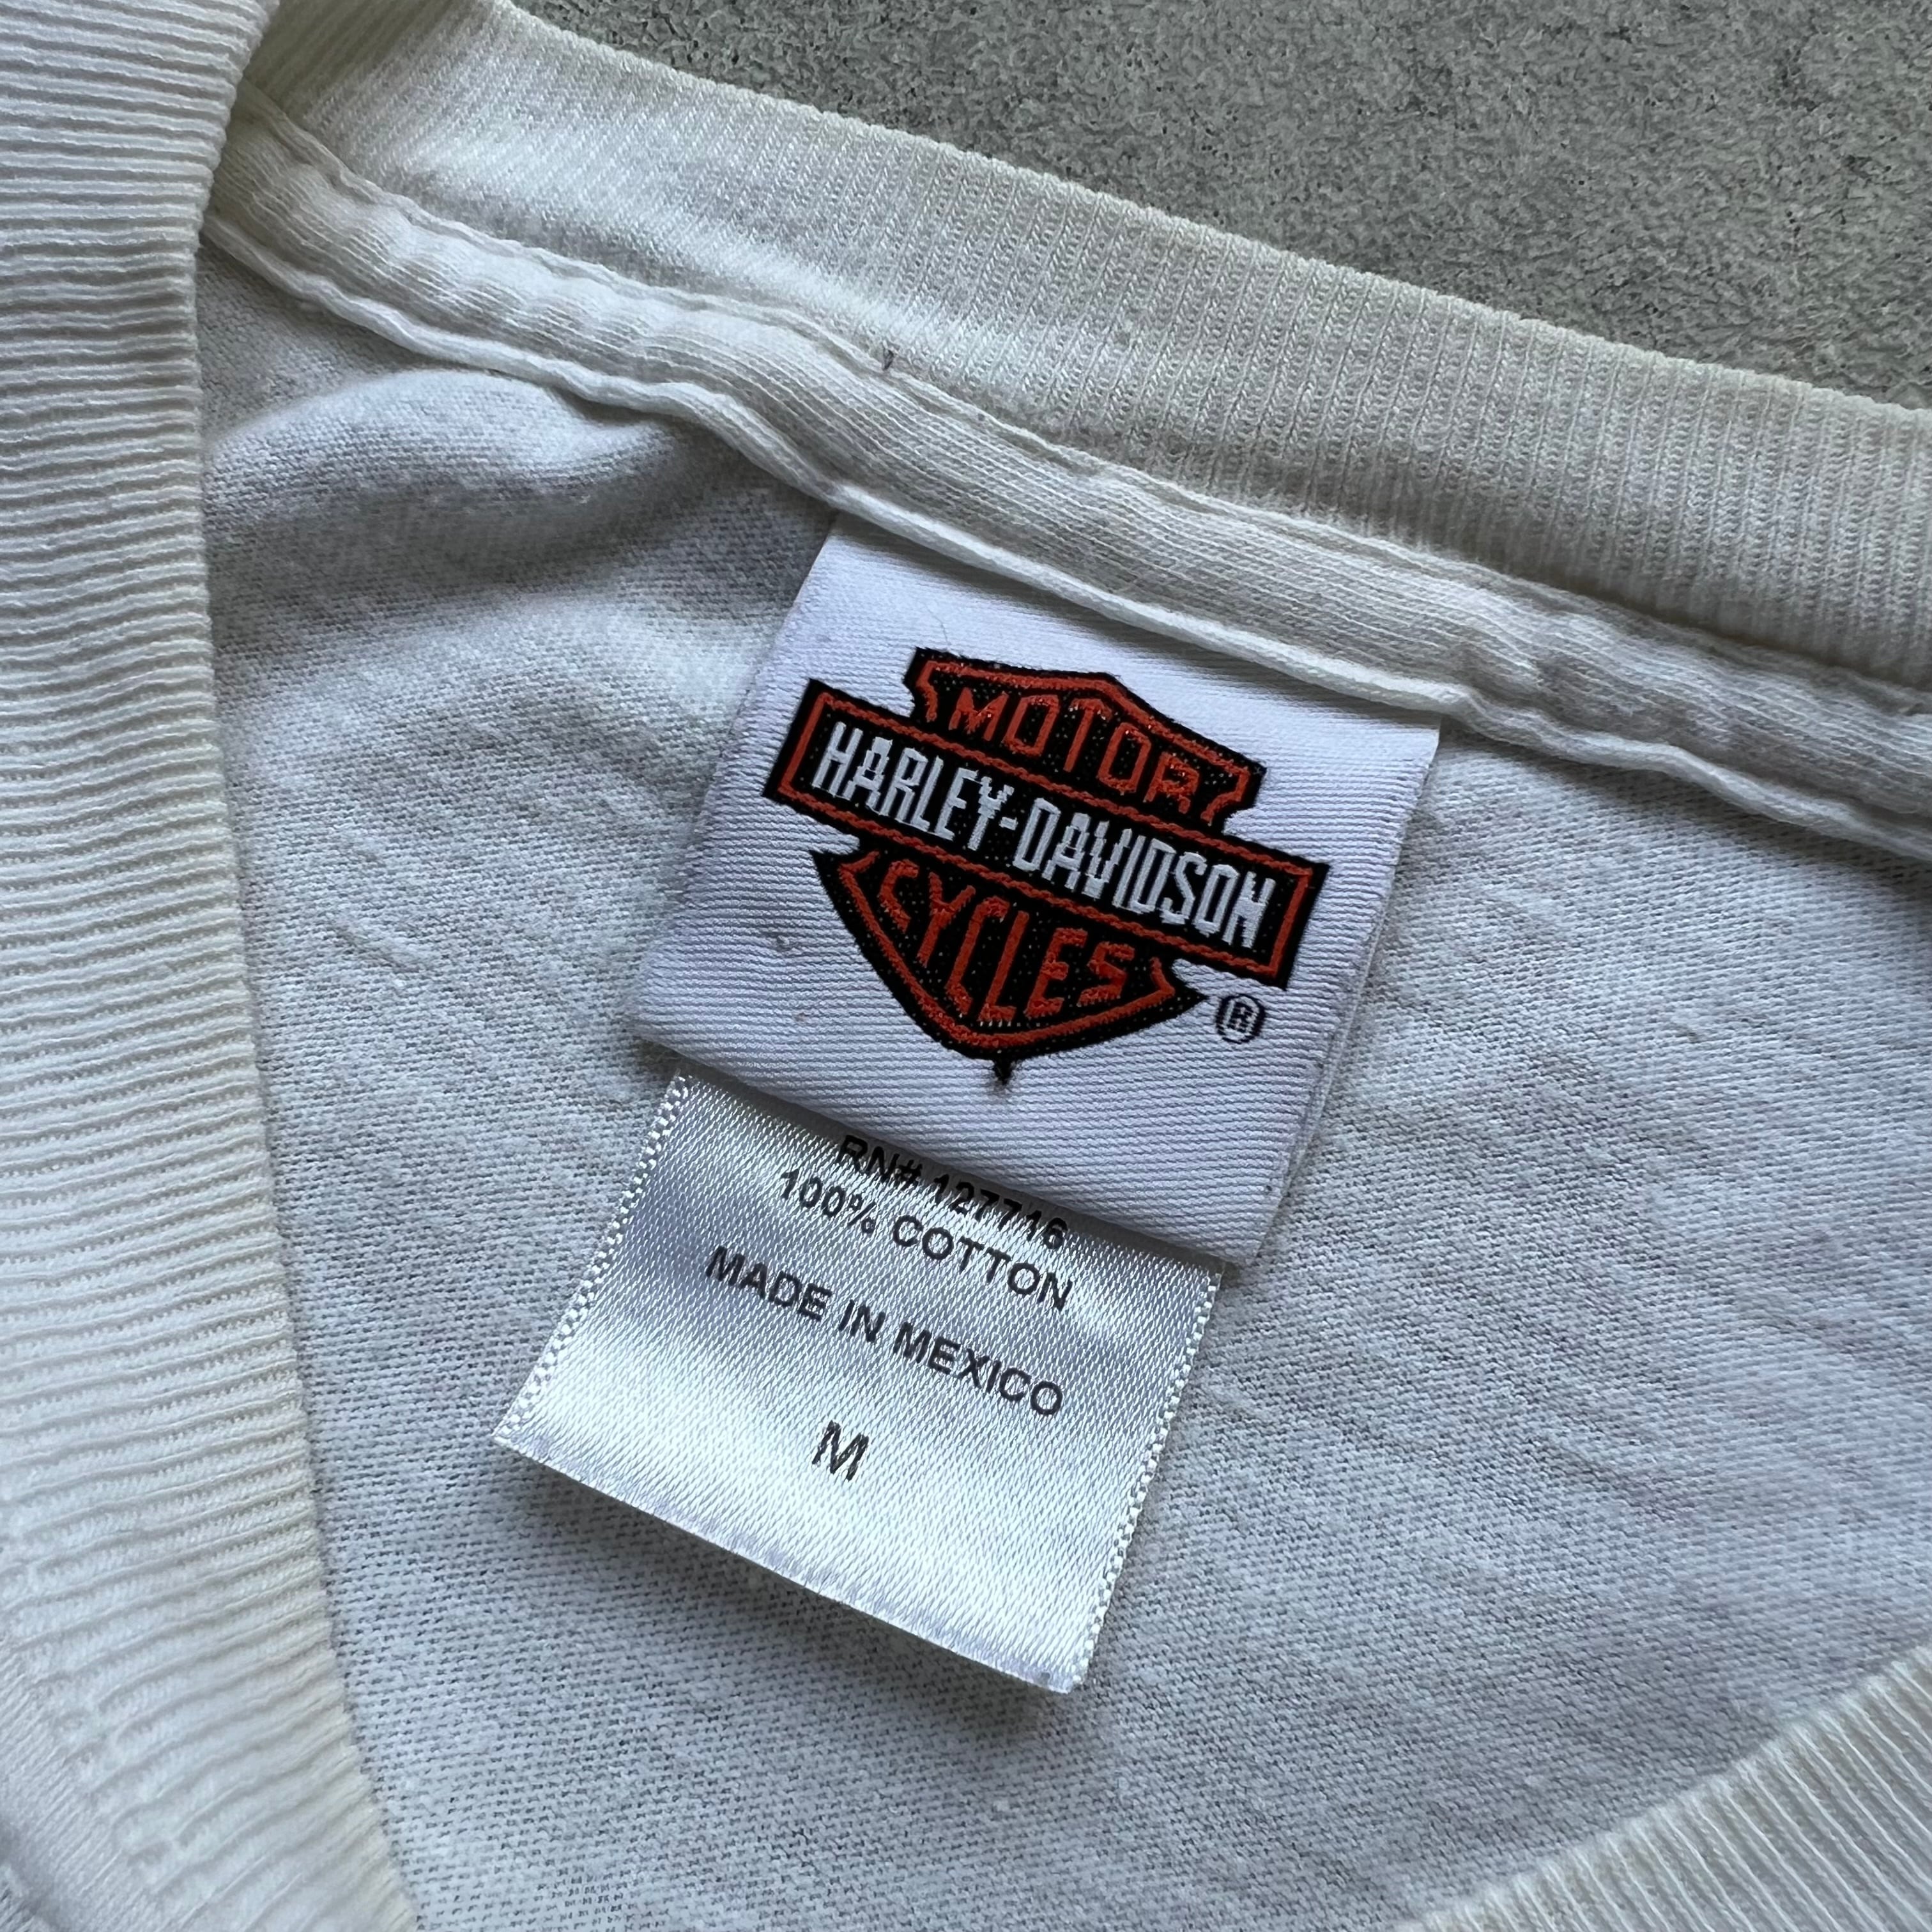 MOTOR
HARLEY-DAVIDSON
CYCLES
®
RN# 127716
100% COTTON
MADE IN MEXICO
M